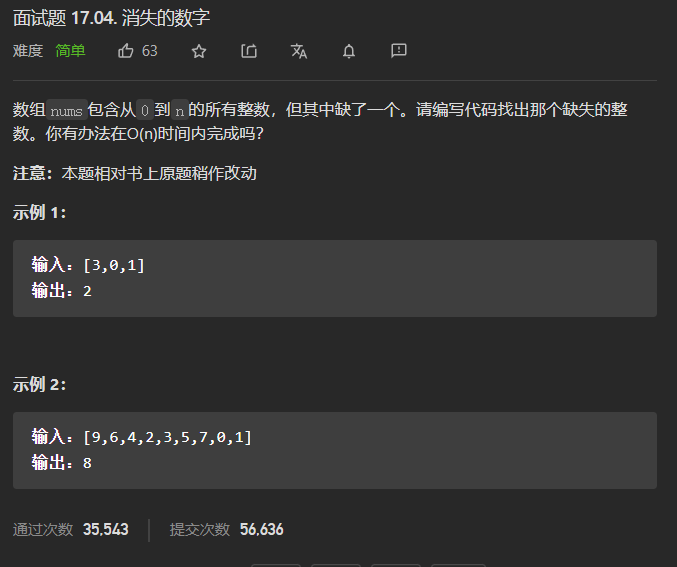 面试题 17.04. 消失的数字
难度 简单 63
数组nums包含从0到n的所有整数，但其中缺了一个。请编写代码找出那个缺失的整
数。你有办法在O(n)时间内完成吗？
注意：本题相对书上原题稍作改动
示例 1：
输入：[3,0,1]
输出：2
示例 2：
输入：[9,6,4,2,3,5,7,0,1]
输出：8
通过次数 35,543 提交次数 56,636